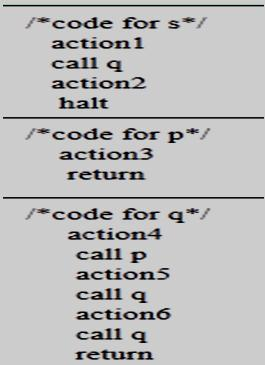 /*code for s*/
action1
call q
action2
halt
/*code for p*/
action3
return
/*code for q*/
action4
call p
action5
call q
action6
call q
return